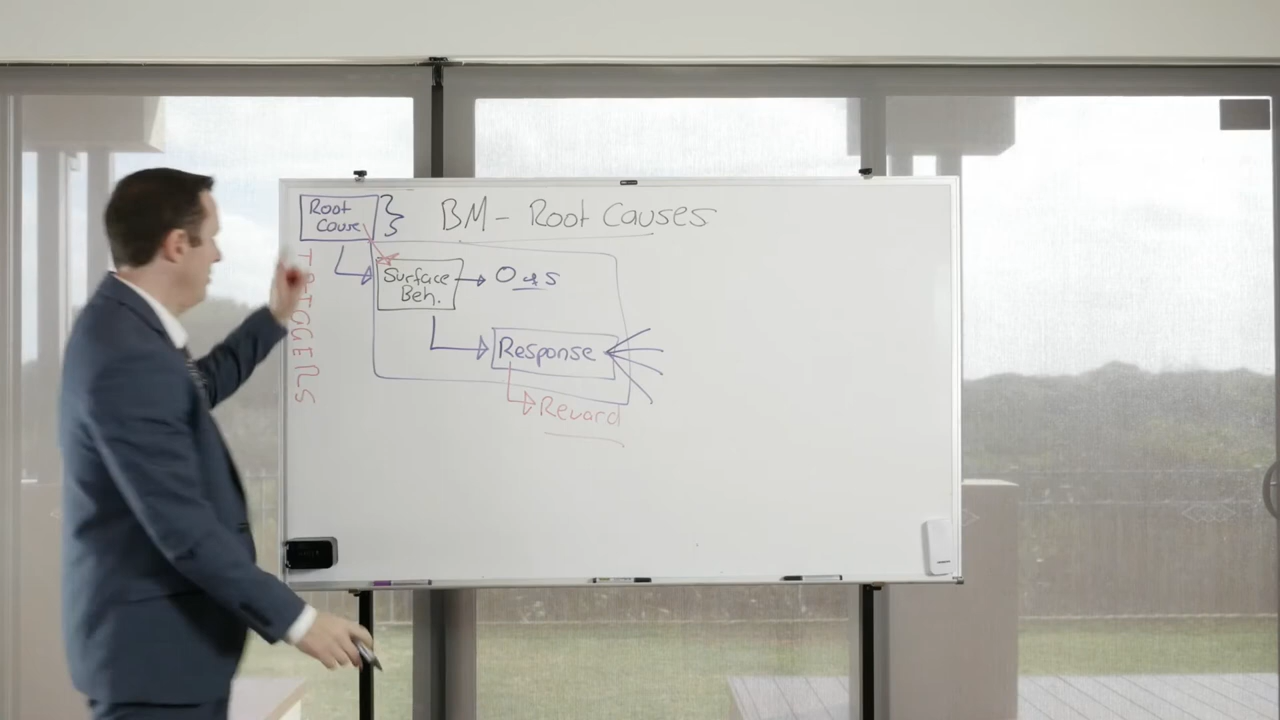 Root
Cause
BM - Root Causes
Surface
Beh.
Response
Reward
TRIGGERS